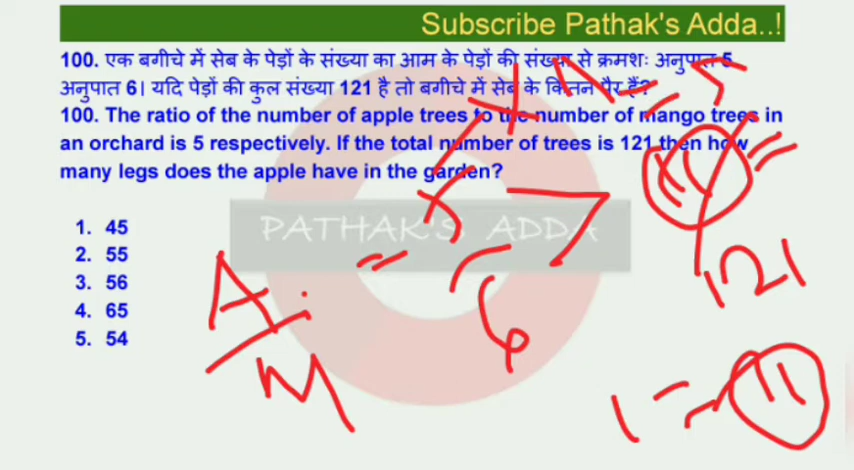 Subscribe Pathak's Adda..!
100. एक बगीचे में सेब के पेड़ों के संख्या का आम के पेड़ों की संख्या से क्रमशः अनुपात 5
अनुपात 6। यदि पेड़ों की कुल संख्या 121 है तो बगीचे में सेब के कितन पैर हैं?
100. The ratio of the number of apple trees to the number of mango trees in
an orchard is 5 respectively. If the total number of trees is 121 then how
many legs does the apple have in the garden?
PATHAK'S ADDA
1. 45
2. 55
3. 56
4. 65
5. 54
A = 5
M 6
11 = 121
1 = 11